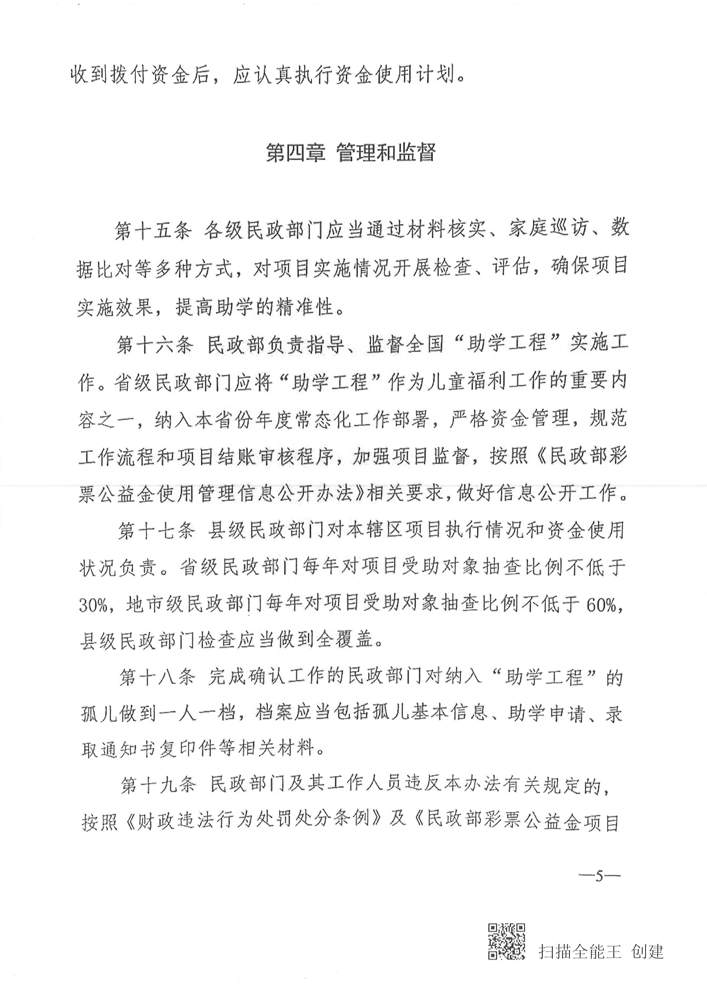 收到拨付资金后，应认真执行资金使用计划。
第四章 管理和监督
第十五条 各级民政部门应当通过材料核实、家庭巡访、数
据比对等多种方式，对项目实施情况开展检查、评估，确保项目
实施效果，提高助学的精准性。
第十六条 民政部负责指导、监督全国“助学工程”实施工
作。省级民政部门应将“助学工程”作为儿童福利工作的重要内
容之一，纳入本省份年度常态化工作部署，严格资金管理，规范
工作流程和项目结账审核程序，加强项目监督，按照《民政部彩
票公益金使用管理信息公开办法》相关要求，做好信息公开工作。
第十七条 县级民政部门对本辖区项目执行情况和资金使用
状况负责。省级民政部门每年对项目受助对象抽查比例不低于
30%，地市级民政部门每年对项目受助对象抽查比例不低于 60%，
县级民政部门检查应当做到全覆盖。
第十八条 完成确认工作的民政部门对纳入“助学工程”的
孤儿做到一人一档，档案应当包括孤儿基本信息、助学申请、录
取通知书复印件等相关材料。
第十九条 民政部门及其工作人员违反本办法有关规定的，
按照《财政违法行为处罚处分条例》及《民政部彩票公益金项目
—5—
扫描全能王 创建